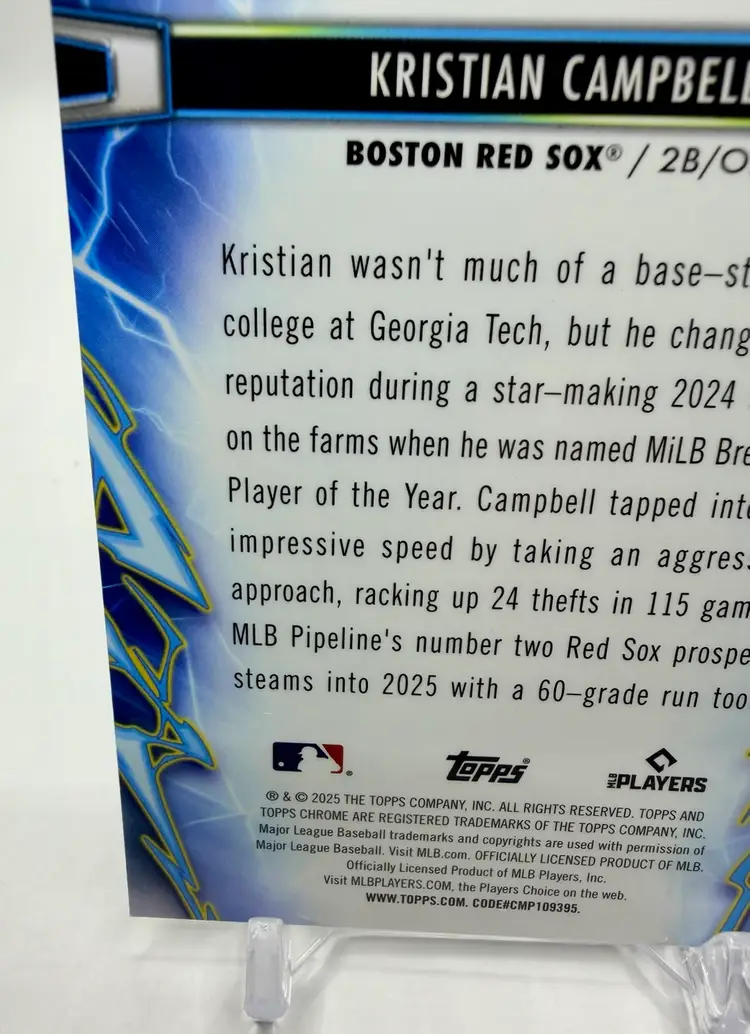 KRISTIAN CAMPBELL
BOSTON RED SOX® / 2B/O
Kristian wasn't much of a base–st
college at Georgia Tech, but he chang
reputation during a star–making 2024
on the farms when he was named MiLB Bre
Player of the Year. Campbell tapped into
impressive speed by taking an aggress
approach, racking up 24 thefts in 115 gam
MLB Pipeline's number two Red Sox prospe
steams into 2025 with a 60–grade run too
topps®
MLB PLAYERS
® & © 2025 THE TOPPS COMPANY, INC. ALL RIGHTS RESERVED. TOPPS AND
TOPPS CHROME ARE REGISTERED TRADEMARKS OF THE TOPPS COMPANY, INC.
Major League Baseball trademarks and copyrights are used with permission of
Major League Baseball. Visit MLB.com. OFFICIALLY LICENSED PRODUCT OF MLB.
Officially Licensed Product of MLB Players, Inc.
Visit MLBPLAYERS.COM, the Players Choice on the web.
WWW.TOPPS.COM. CODE#CMP109395.